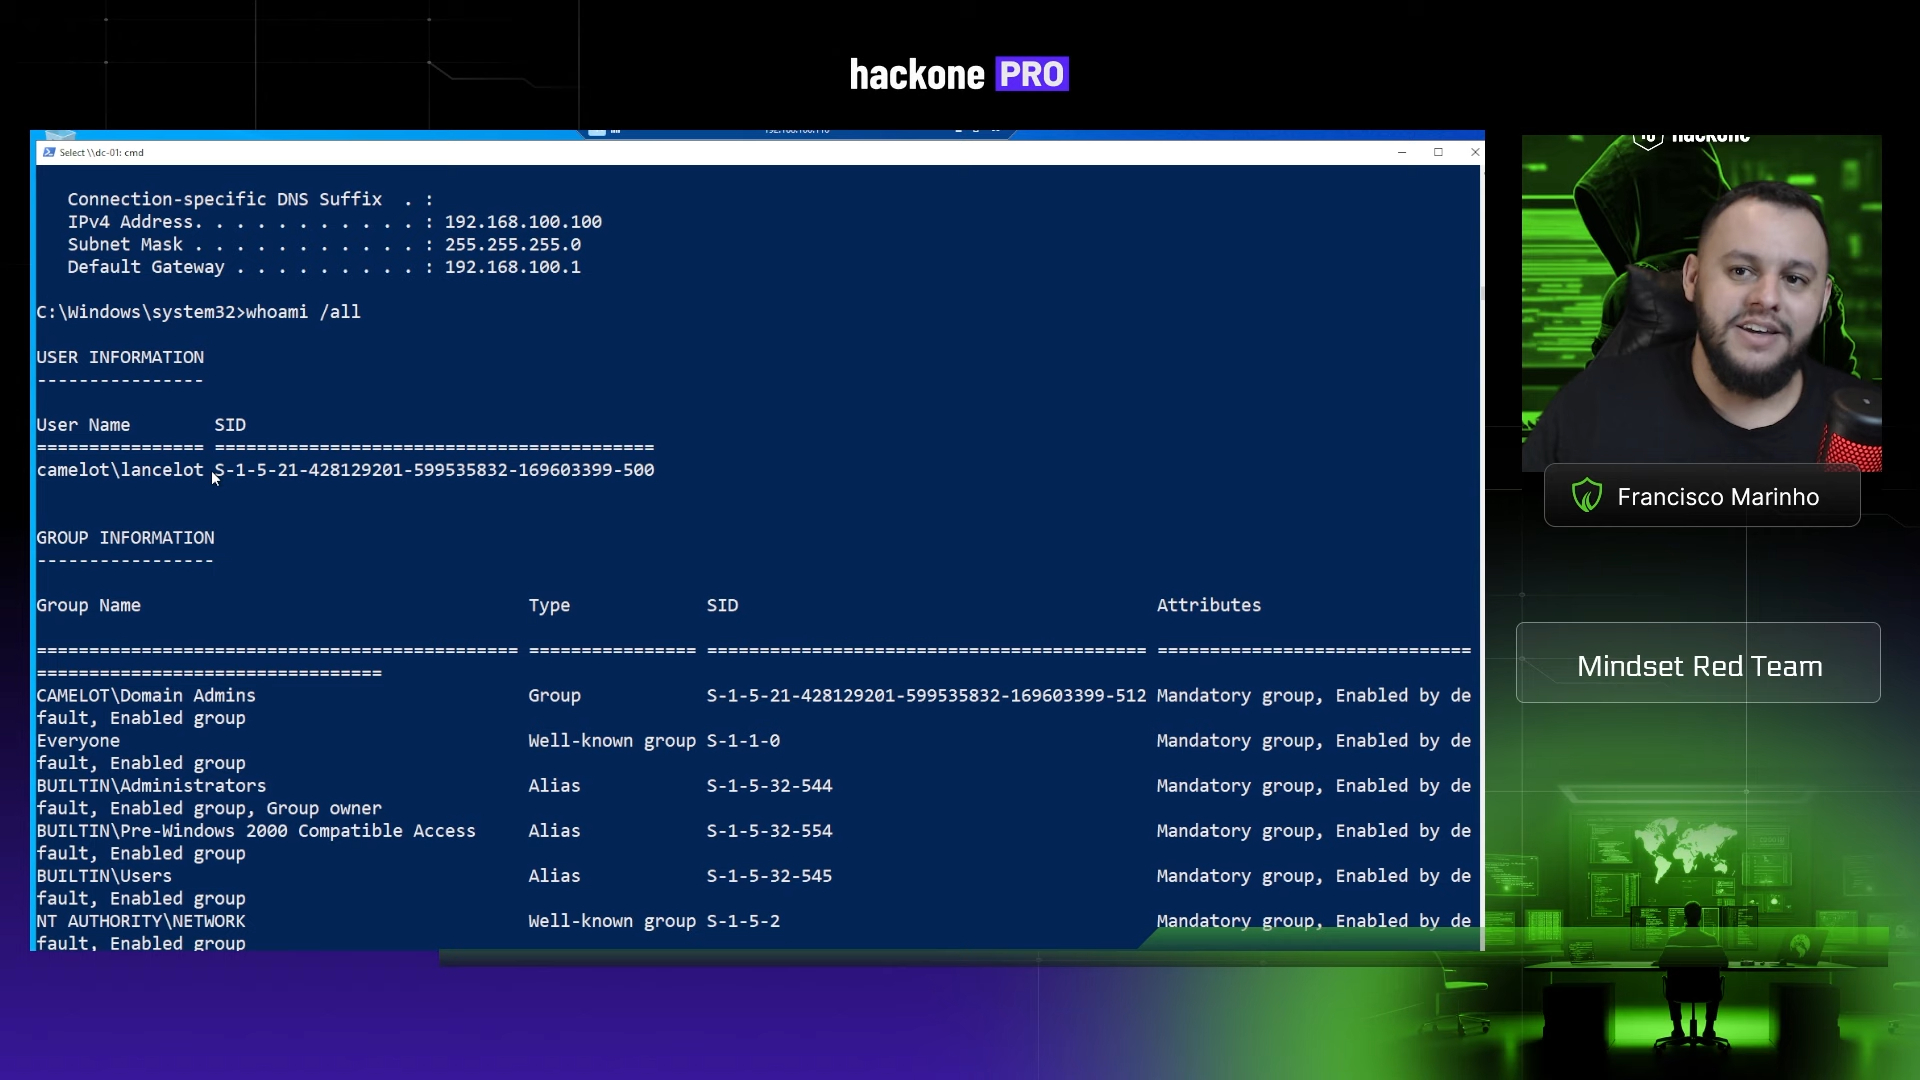 hackone PRO
hackone
Select \\dc-01: cmd
Connection-specific DNS Suffix . :
IPv4 Address. . . . . . . . . . . : 192.168.100.100
Subnet Mask . . . . . . . . . . . : 255.255.255.0
Default Gateway . . . . . . . . . : 192.168.100.1
C:\Windows\system32>whoami /all
USER INFORMATION
----------------
User Name        SID
================ ==========================================
camelot\lancelot S-1-5-21-428129201-599535832-169603399-500
GROUP INFORMATION
-----------------
Group Name                                     Type             SID                                        Attributes
============================================== ================ ========================================== ==============================
==============================
CAMELOT\Domain Admins                          Group            S-1-5-21-428129201-599535832-169603399-512 Mandatory group, Enabled by de
fault, Enabled group
Everyone                                       Well-known group S-1-1-0                                    Mandatory group, Enabled by de
fault, Enabled group
BUILTIN\Administrators                         Alias            S-1-5-32-544                               Mandatory group, Enabled by de
fault, Enabled group, Group owner
BUILTIN\Pre-Windows 2000 Compatible Access     Alias            S-1-5-32-554                               Mandatory group, Enabled by de
fault, Enabled group
BUILTIN\Users                                  Alias            S-1-5-32-545                               Mandatory group, Enabled by de
fault, Enabled group
NT AUTHORITY\NETWORK                           Well-known group S-1-5-2                                    Mandatory group, Enabled by de
fault, Enabled group
Francisco Marinho
Mindset Red Team